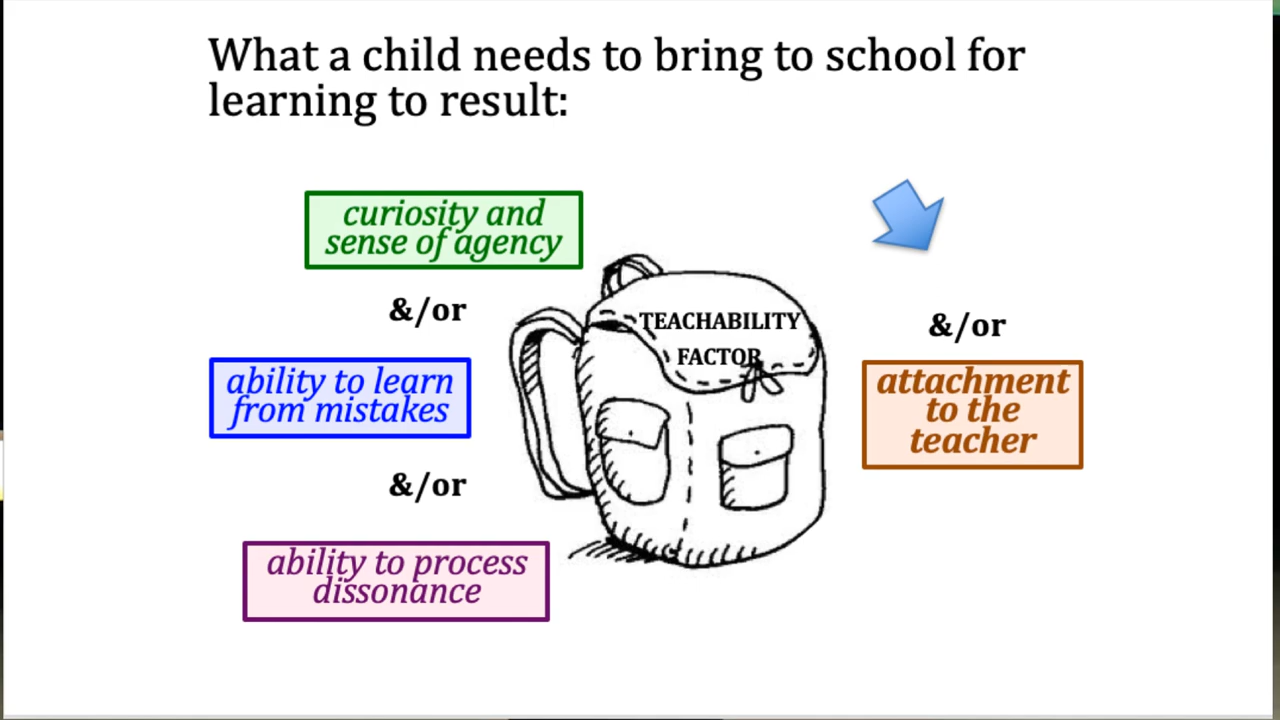 What a child needs to bring to school for
learning to result:
curiosity and
sense of agency
&/or
ability to learn
from mistakes
&/or
ability to process
dissonance
TEACHABILITY
FACTOR
&/or
attachment
to the
teacher